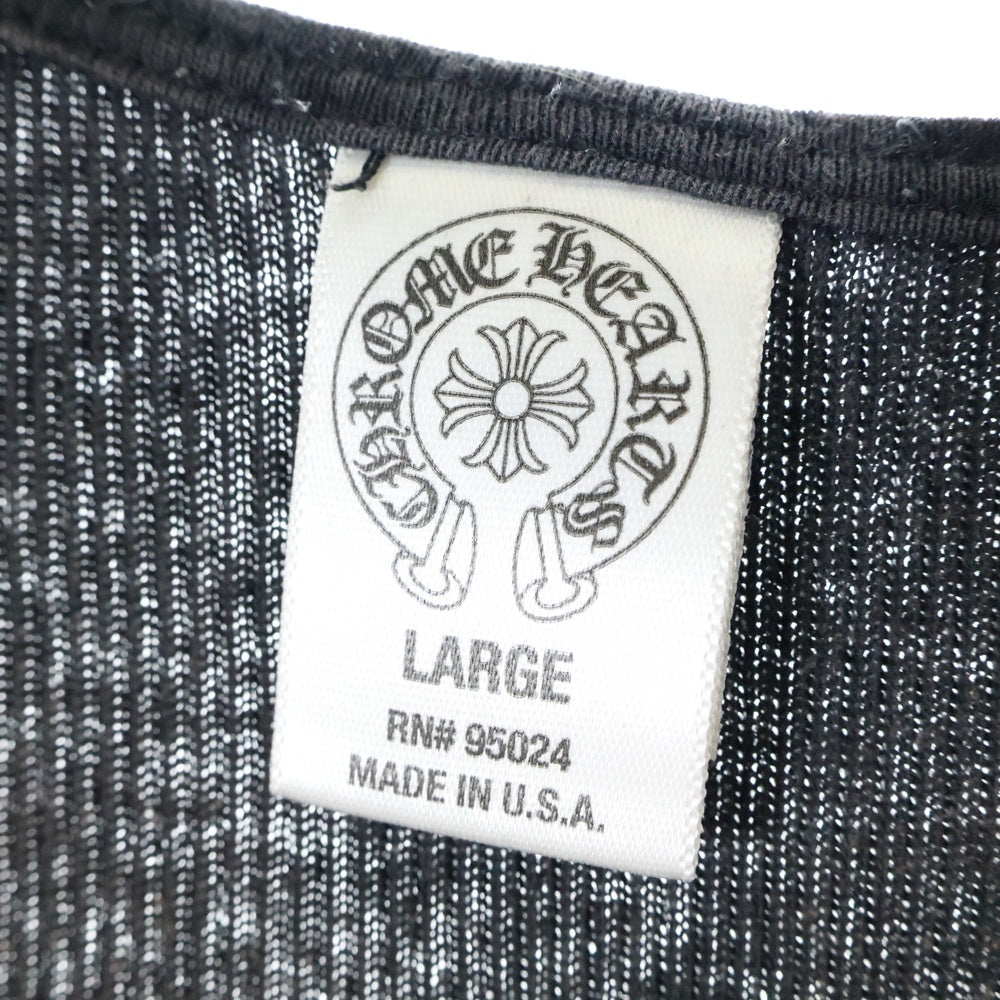 CHROME HEARTS
LARGE
RN# 95024
MADE IN U.S.A.